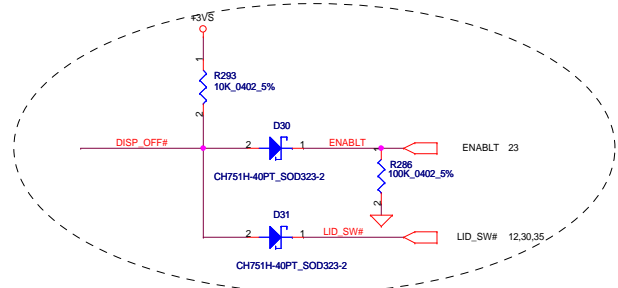 +3VS
1
R293
10K_0402_5%
2
D30
DISP_OFF# 2 1 ENABLT 1 ENABLT 23
R286
100K_0402_5%
CH751H-40PT_SOD323-2
2
D31
2 1 LID_SW# LID_SW# 12,30,35
CH751H-40PT_SOD323-2